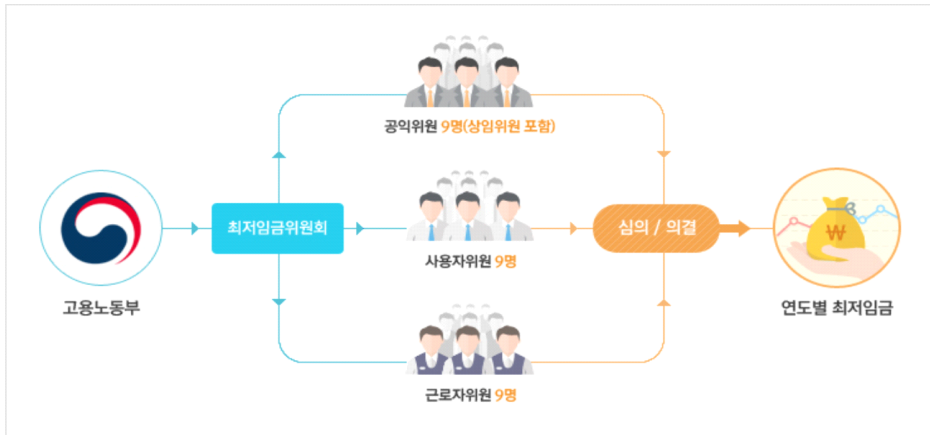 공익위원 9명(상임위원 포함)
고용노동부
최저임금위원회
사용자위원 9명
심의 / 의결
₩
연도별 최저임금
근로자위원 9명